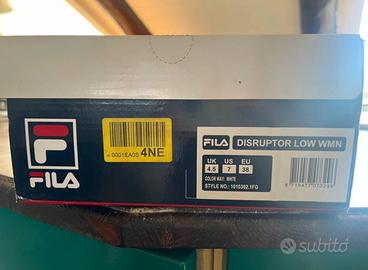 FILA
0001EA0S 4NE
FILA DISRUPTOR LOW WMN
UK US EU
4.5 7 38
COLOR WAY: WHITE
STYLE NO.: 1010302.1FG
subito